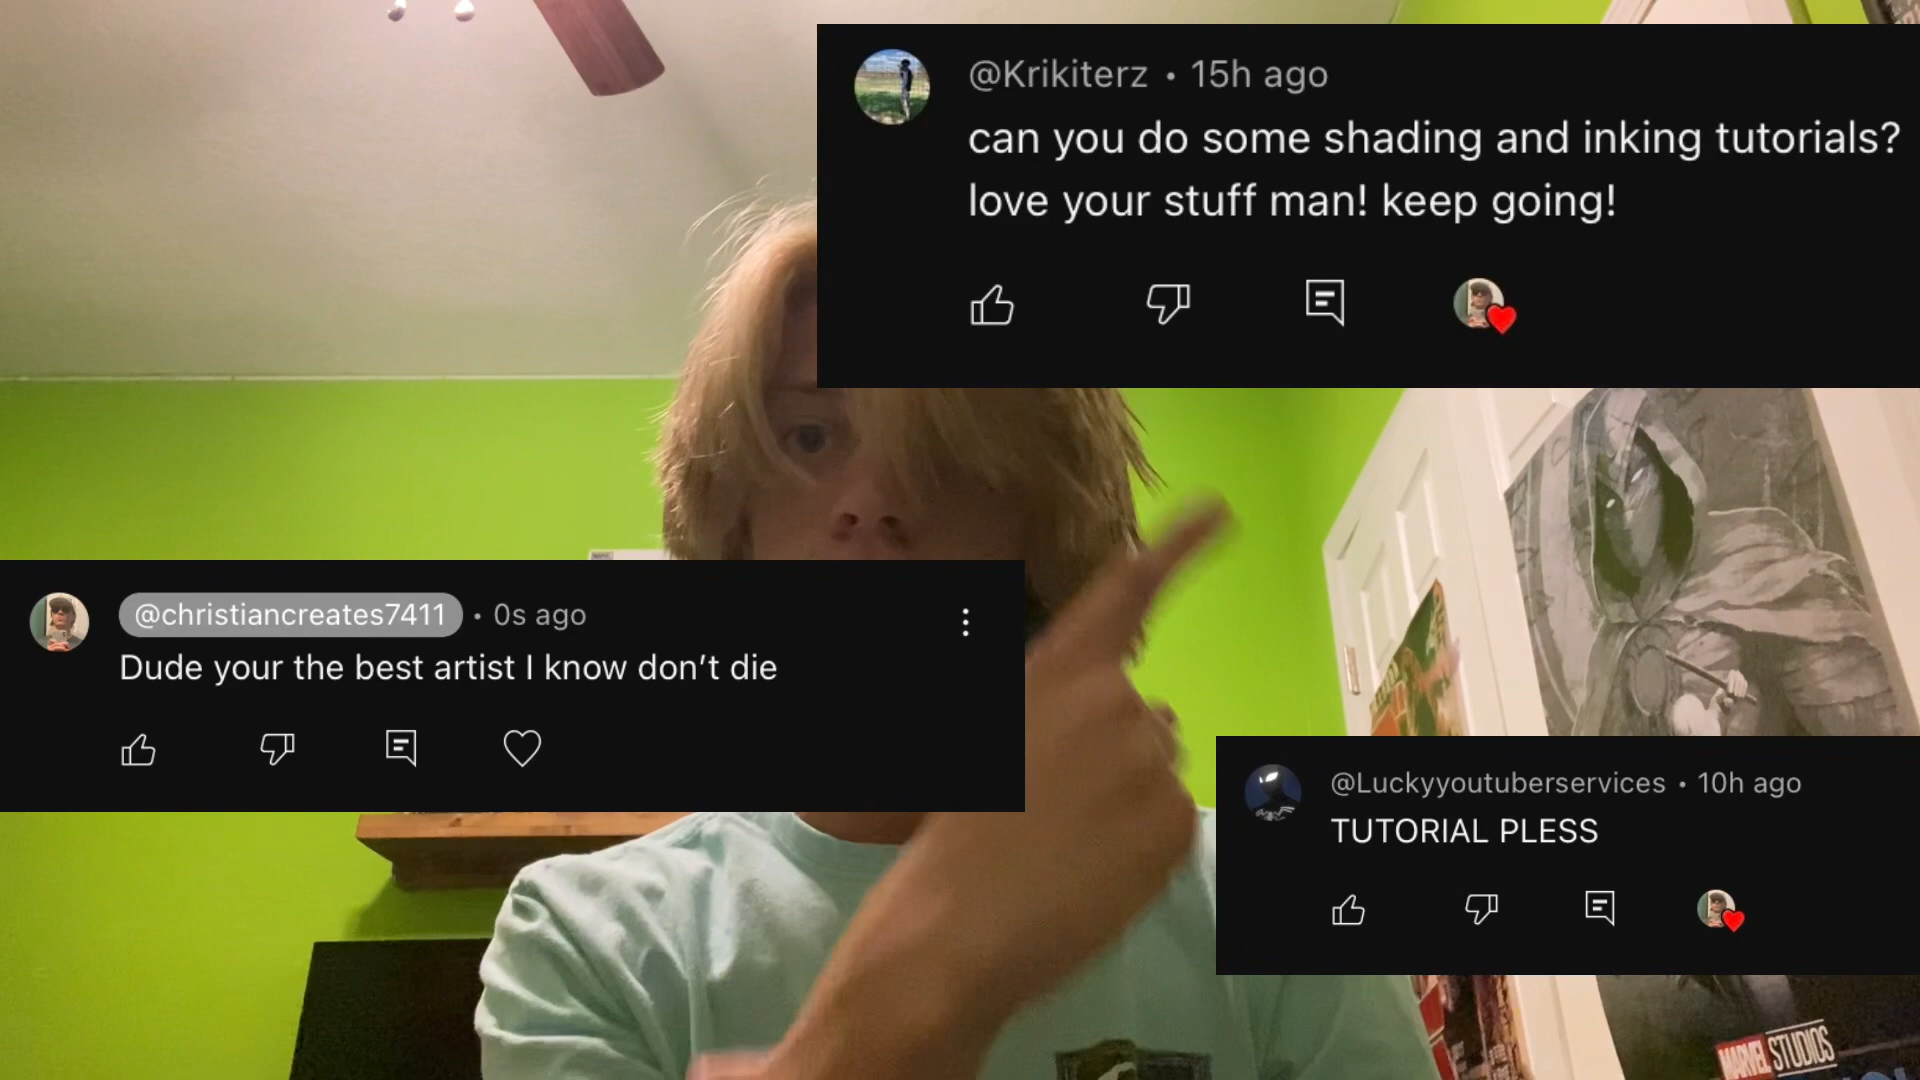 @Krikiterz • 15h ago
can you do some shading and inking tutorials?
love your stuff man! keep going!
@christiancreates7411 • 0s ago
Dude your the best artist I know don’t die
@Luckyyoutuberservices • 10h ago
TUTORIAL PLESS
MARVEL STUDIOS